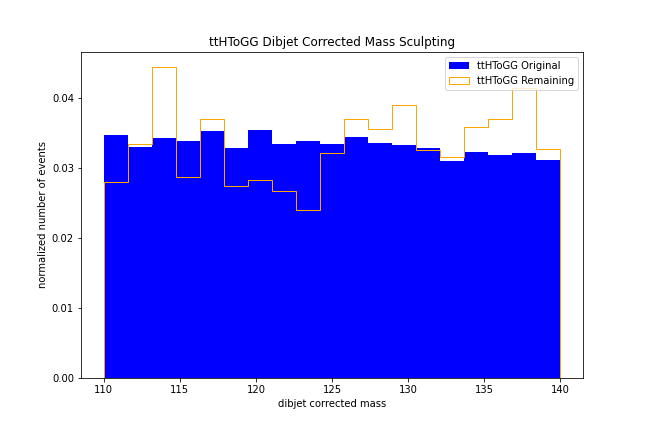 ttHToGG Dibjet Corrected Mass Sculpting
ttHToGG Original
ttHToGG Remaining
normalized number of events
0.04
0.03
0.02
0.01
0.00
110 115 120 125 130 135 140
dibjet corrected mass